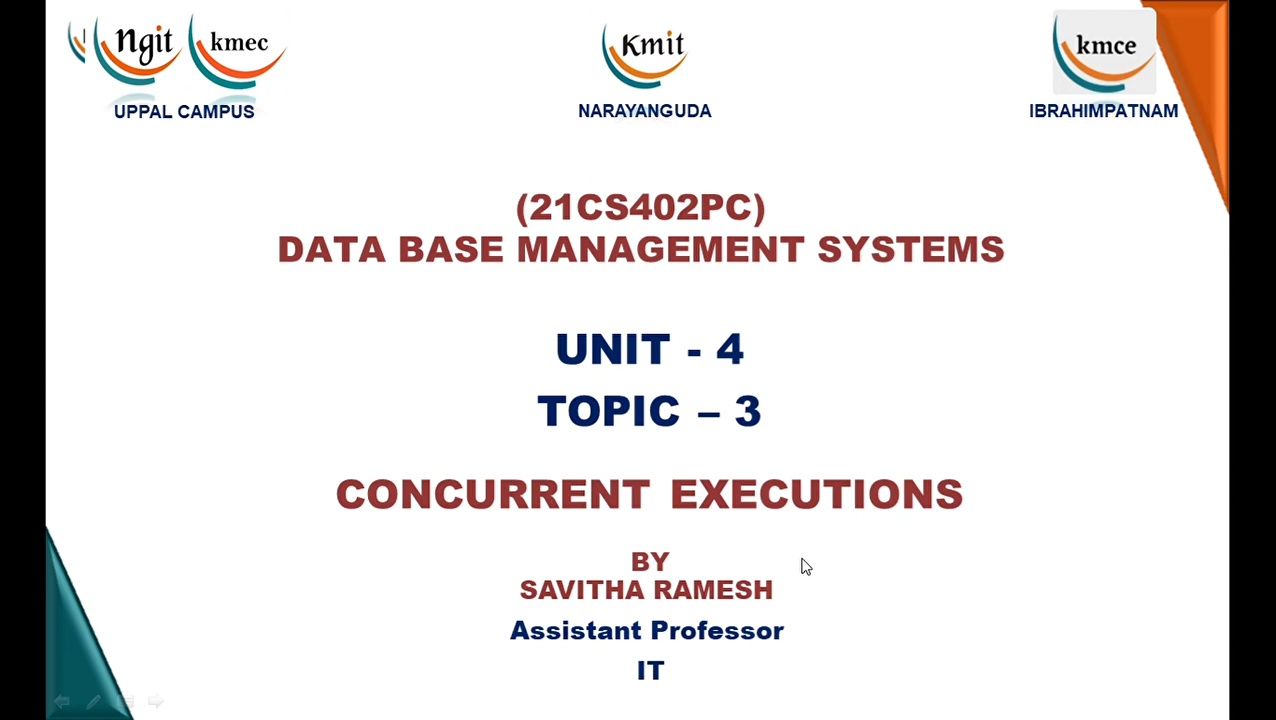 Ngit kmec
UPPAL CAMPUS
Kmit
NARAYANGUDA
kmce
IBRAHIMPATNAM
(21CS402PC)
DATA BASE MANAGEMENT SYSTEMS
UNIT - 4
TOPIC – 3
CONCURRENT EXECUTIONS
BY
SAVITHA RAMESH
Assistant Professor
IT